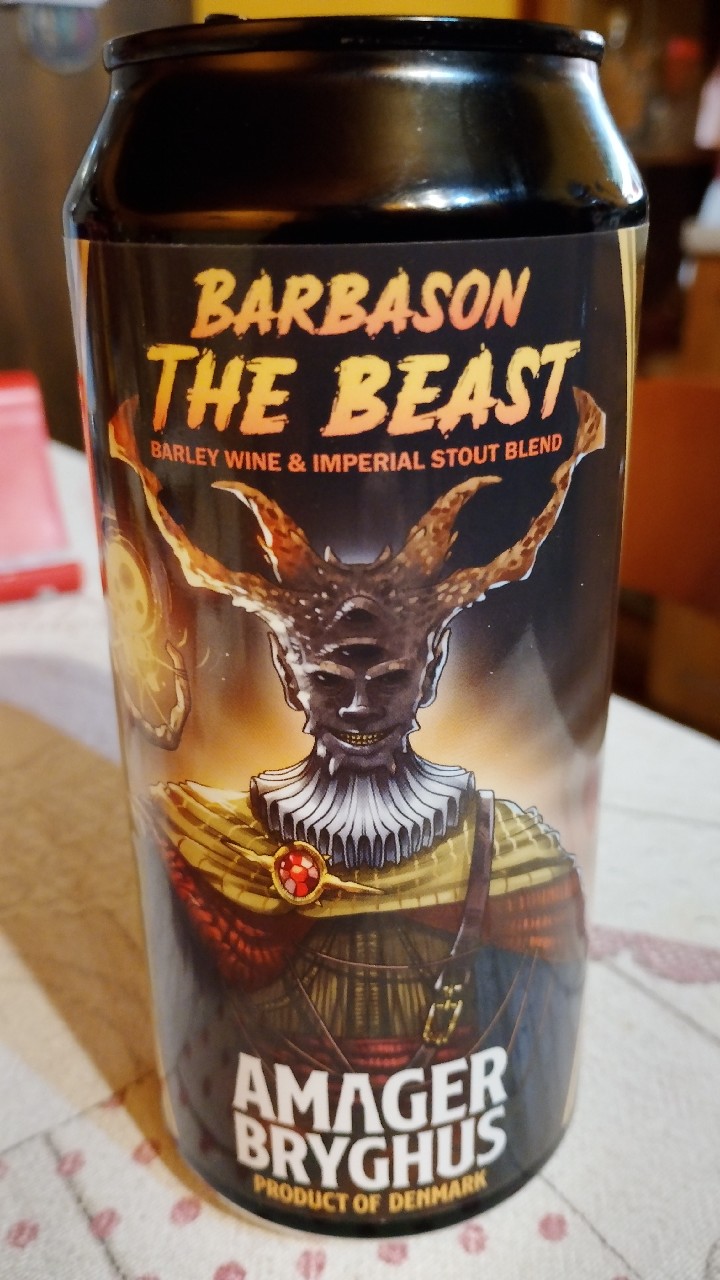 BARBASON
THE BEAST
BARLEY WINE & IMPERIAL STOUT BLEND
AMAGER
BRYGHUS
PRODUCT OF DENMARK